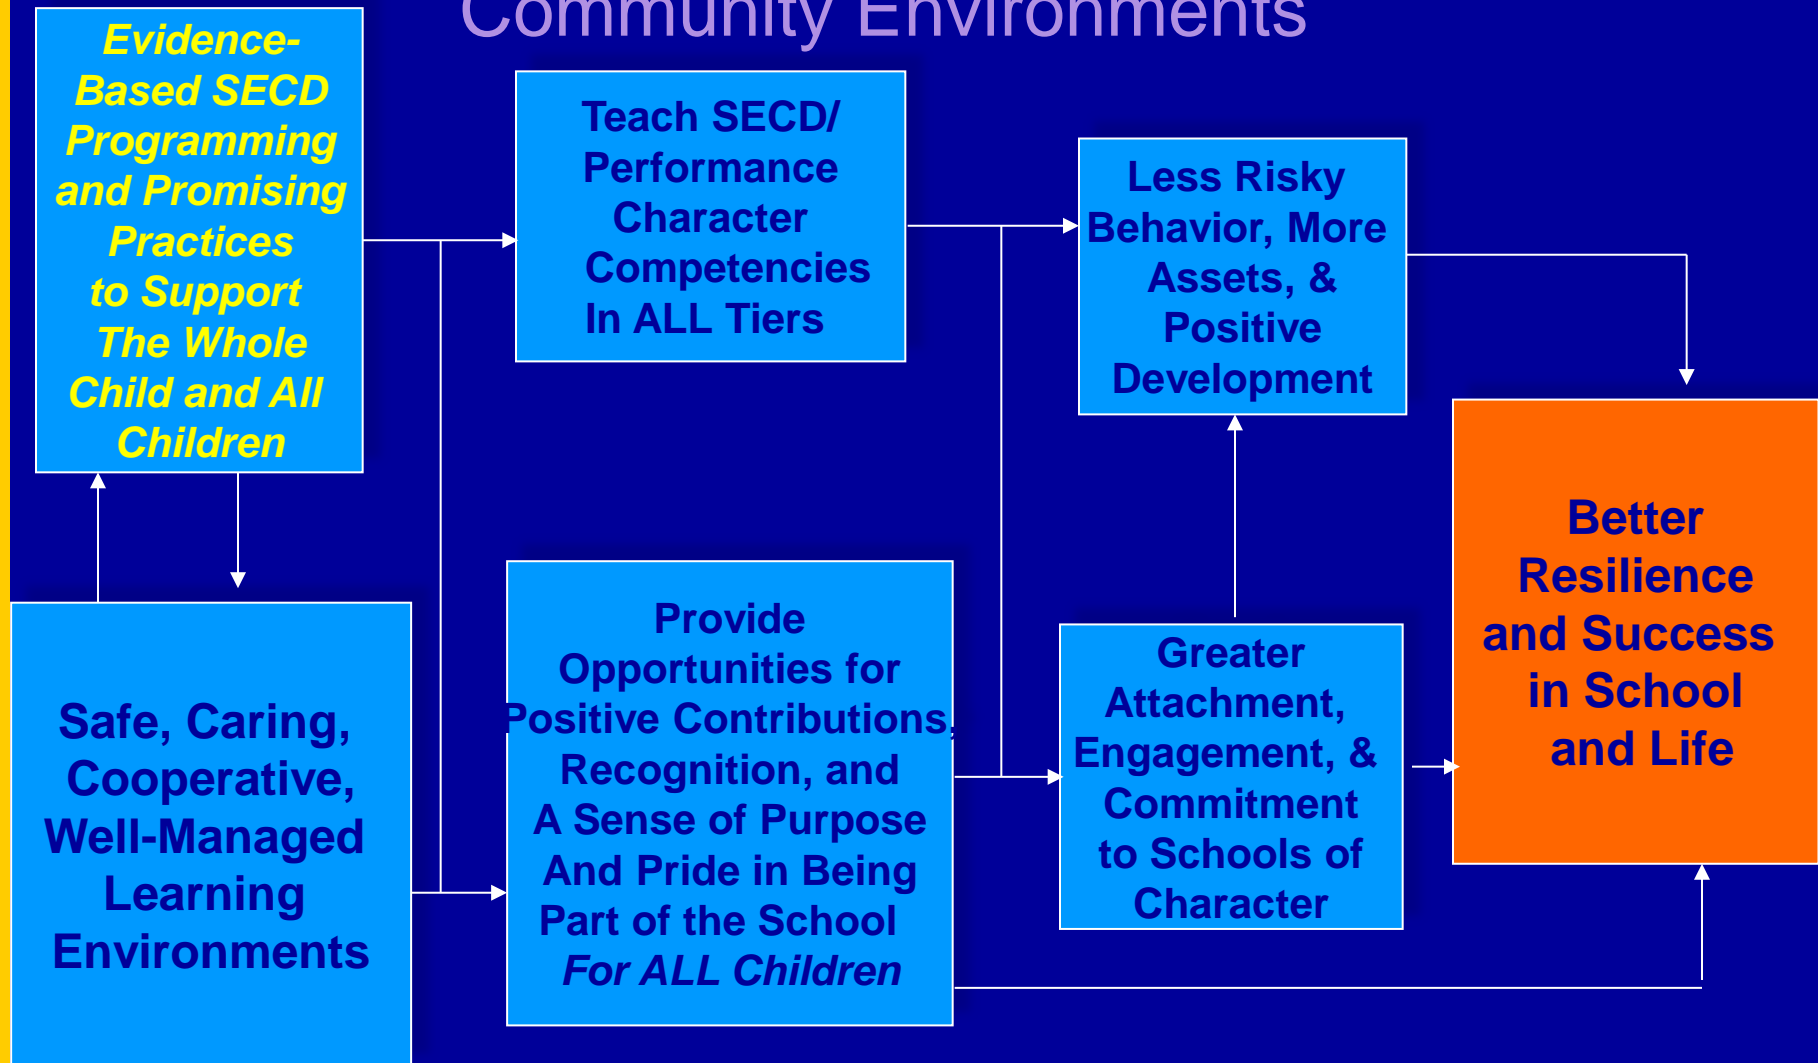 Community Environments
Evidence-
Based SECD
Programming
and Promising
Practices
to Support
The Whole
Child and All
Children
Teach SECD/
Performance
Character
Competencies
In ALL Tiers
Less Risky
Behavior, More
Assets, &
Positive
Development
Better
Resilience
and Success
in School
and Life
Safe, Caring,
Cooperative,
Well-Managed
Learning
Environments
Provide
Opportunities for
Positive Contributions,
Recognition, and
A Sense of Purpose
And Pride in Being
Part of the School
For ALL Children
Greater
Attachment,
Engagement, &
Commitment
to Schools of
Character